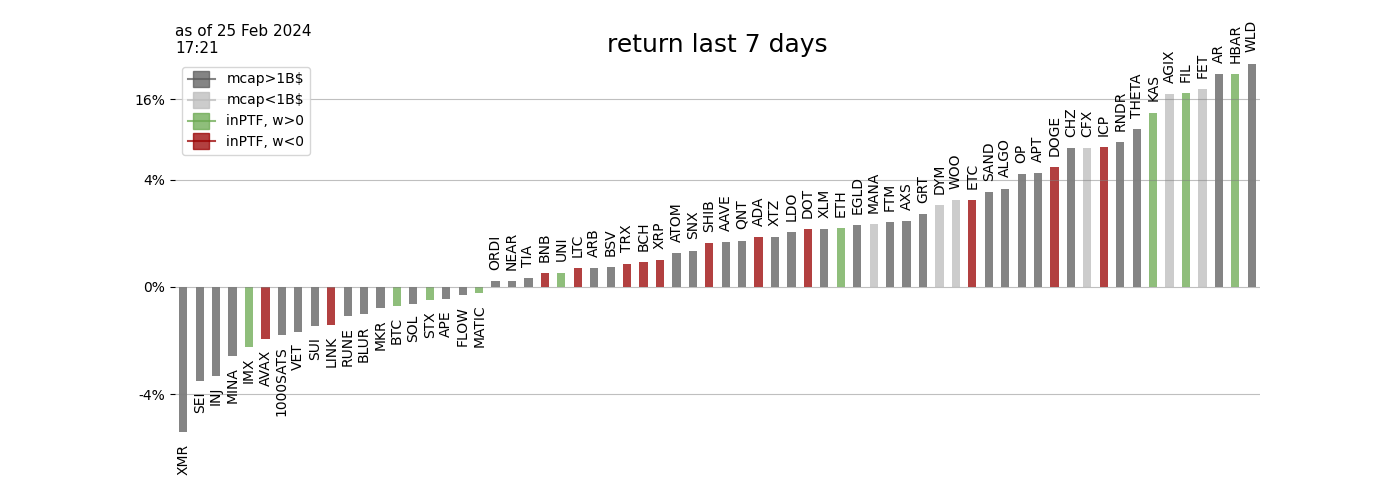 as of 25 Feb 2024
17:21
return last 7 days
mcap>1B$
mcap<1B$
inPTF, w>0
inPTF, w<0
16%
4%
0%
-4%
XMR
SEI
INJ
MINA
IMX
AVAX
1000SATS
VET
SUI
LINK
RUNE
BLUR
MKR
BTC
SOL
STX
APE
FLOW
MATIC
ORDI
NEAR
TIA
BNB
UNI
LTC
ARB
BSV
TRX
BCH
XRP
ATOM
SNX
SHIB
AAVE
QNT
ADA
XTZ
LDO
DOT
XLM
ETH
EGLD
MANA
FTM
AXS
GRT
DYM
WOO
ETC
SAND
ALGO
OP
APT
DOGE
CHZ
CFX
ICP
RNDR
THETA
KAS
AGIX
FIL
FET
AR
HBAR
WLD